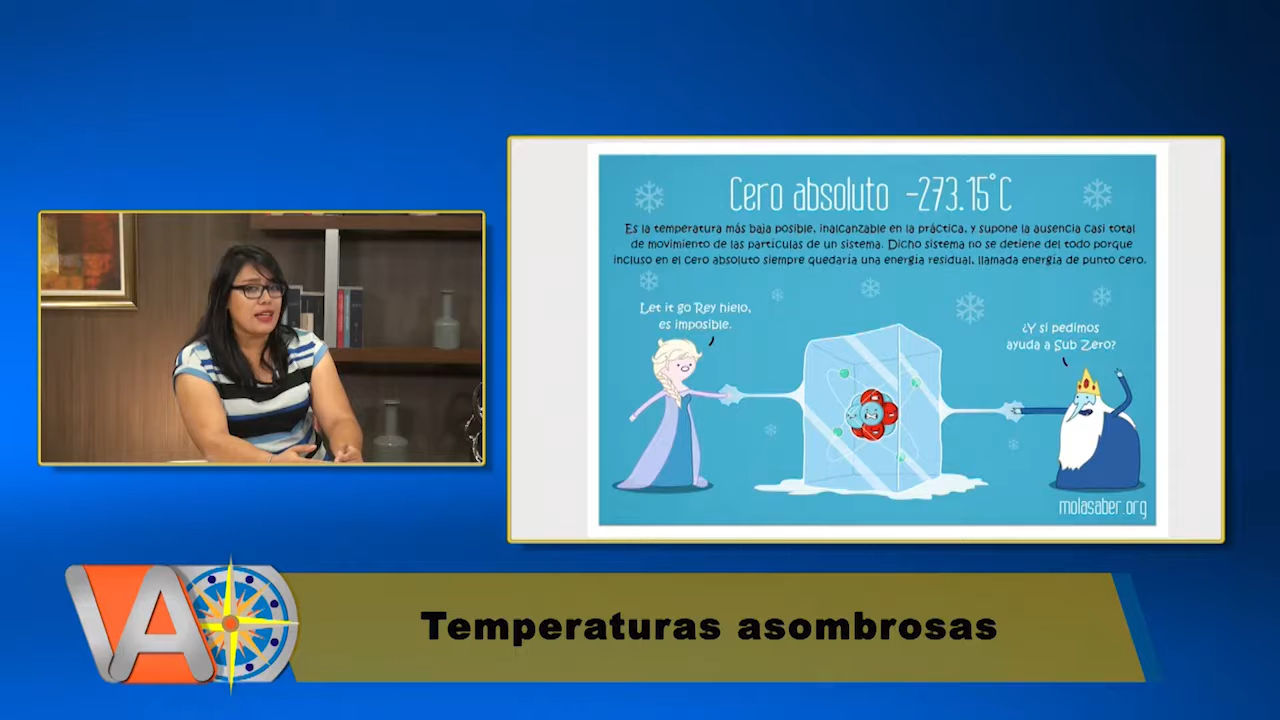 Cero absoluto -273.15°C
Es la temperatura más baja posible, inalcanzable en la práctica, y supone la ausencia casi total
de movimiento de las partículas de un sistema. Dicho sistema no se detiene del todo porque
incluso en el cero absoluto siempre quedaría una energía residual, llamada energía de punto cero.
Let it go Rey hielo,
es imposible.
¿Y si pedimos
ayuda a Sub Zero?
molasaber.org
VA
Temperaturas asombrosas